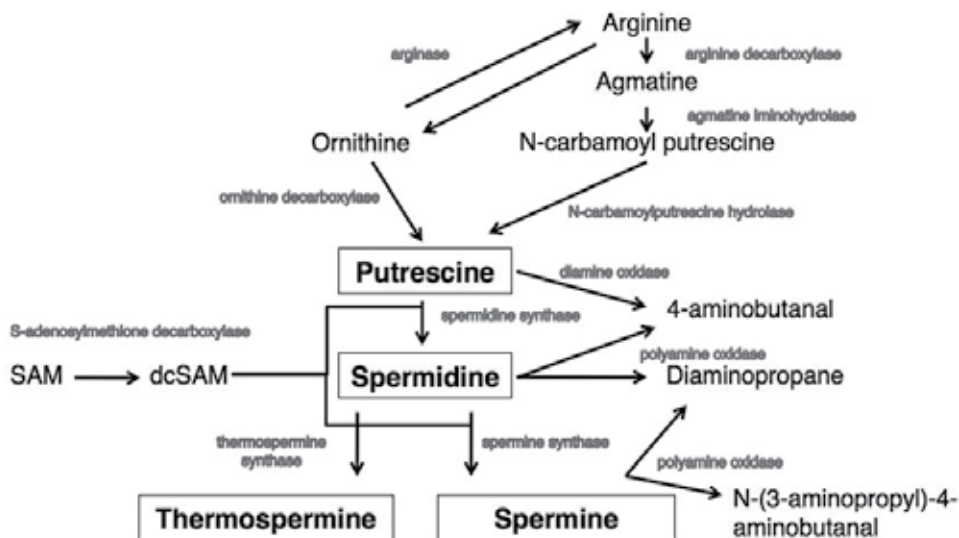 Arginine
arginase
arginine decarboxylase
Agmatine
agmatine iminohydrolase
Ornithine
N-carbamoyl putrescine
ornithine decarboxylase
N-carbamoylputrescine hydrolase
Putrescine
diamine oxidase
4-aminobutanal
spermidine synthase
S-adenosylmethione decarboxylase
polyamine oxidase
SAM
dcSAM
Spermidine
Diaminopropane
thermospermine
synthase
spermine synthase
polyamine oxidase
Thermospermine
Spermine
N-(3-aminopropyl)-4-
aminobutanal